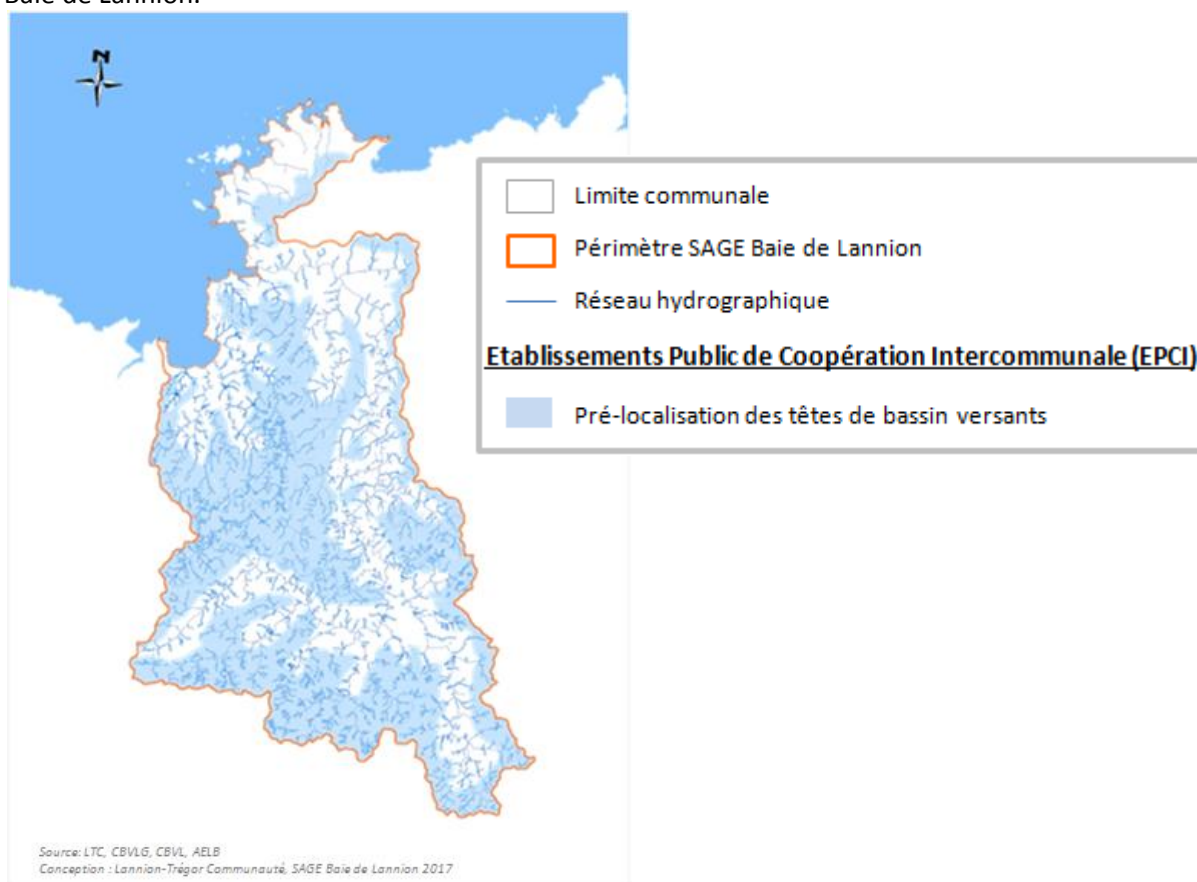 Baie de Lannion.
N
Limite communale
Périmètre SAGE Baie de Lannion
Réseau hydrographique
Etablissements Public de Coopération Intercommunale (EPCI)
Pré-localisation des têtes de bassin versants
Source: LTC, CBVLG, CBVL, AELB
Conception : Lannion-Trégor Communauté, SAGE Baie de Lannion 2017